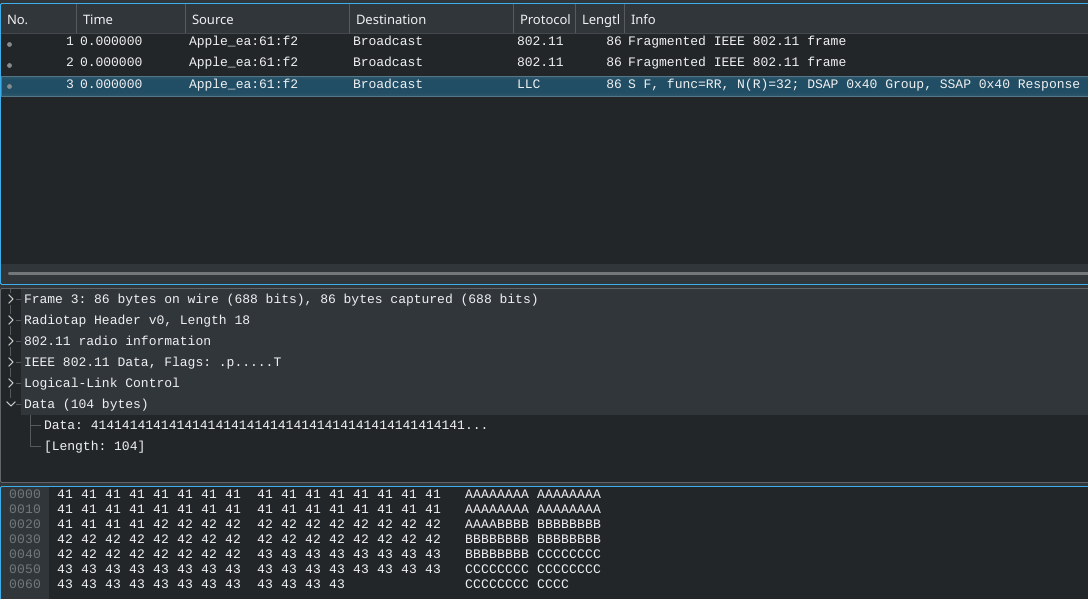 No. Time Source Destination Protocol Lengtl Info
1 0.000000 Apple_ea:61:f2 Broadcast 802.11 86 Fragmented IEEE 802.11 frame
2 0.000000 Apple_ea:61:f2 Broadcast 802.11 86 Fragmented IEEE 802.11 frame
3 0.000000 Apple_ea:61:f2 Broadcast LLC 86 S F, func=RR, N(R)=32; DSAP 0x40 Group, SSAP 0x40 Response
Frame 3: 86 bytes on wire (688 bits), 86 bytes captured (688 bits)
Radiotap Header v0, Length 18
802.11 radio information
IEEE 802.11 Data, Flags: .p.....T
Logical-Link Control
Data (104 bytes)
Data: 414141414141414141414141414141414141414141414141...
[Length: 104]
0000 41 41 41 41 41 41 41 41 41 41 41 41 41 41 41 41 AAAAAAAA AAAAAAAA
0010 41 41 41 41 41 41 41 41 41 41 41 41 41 41 41 41 AAAAAAAA AAAAAAAA
0020 41 41 41 41 42 42 42 42 42 42 42 42 42 42 42 42 AAAABBBB BBBBBBBB
0030 42 42 42 42 42 42 42 42 42 42 42 42 42 42 42 42 BBBBBBBB BBBBBBBB
0040 42 42 42 42 42 42 42 42 43 43 43 43 43 43 43 43 BBBBBBBB CCCCCCCC
0050 43 43 43 43 43 43 43 43 43 43 43 43 43 43 43 43 CCCCCCCC CCCCCCCC
0060 43 43 43 43 43 43 43 43 43 43 43 43 CCCCCCCC CCCC